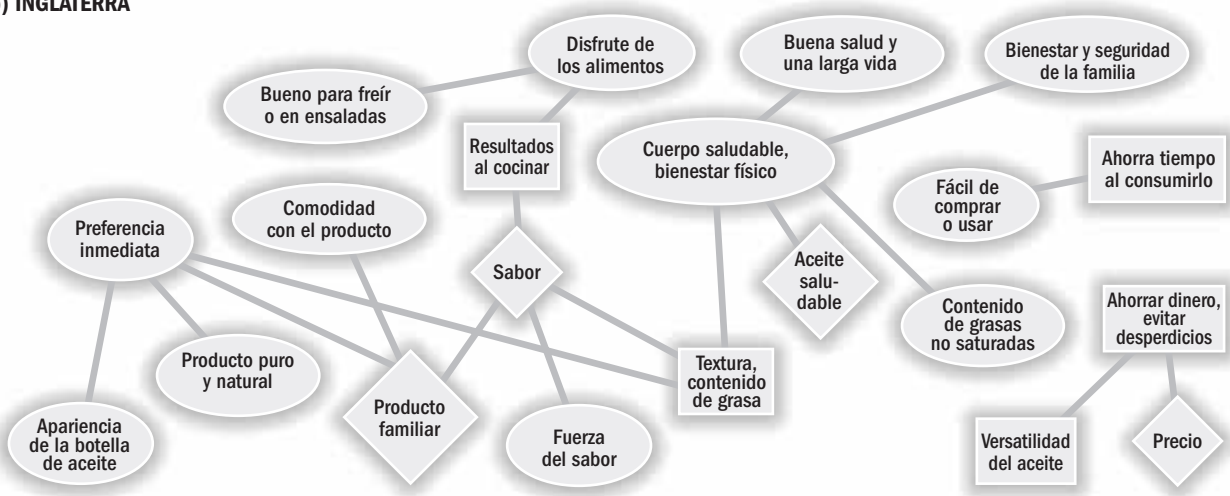 ) INGLATERRA
Disfrute de
los alimentos
Buena salud y
una larga vida
Bienestar y seguridad
de la familia
Bueno para freír
o en ensaladas
Resultados
al cocinar
Cuerpo saludable,
bienestar físico
Ahorra tiempo
al consumirlo
Fácil de
comprar
o usar
Comodidad
con el producto
Preferencia
inmediata
Sabor
Aceite
salu-
dable
Contenido
de grasas
no saturadas
Ahorrar dinero,
evitar
desperdicios
Producto puro
y natural
Textura,
contenido
de grasa
Producto
familiar
Apariencia
de la botella
de aceite
Fuerza
del sabor
Versatilidad
del aceite
Precio